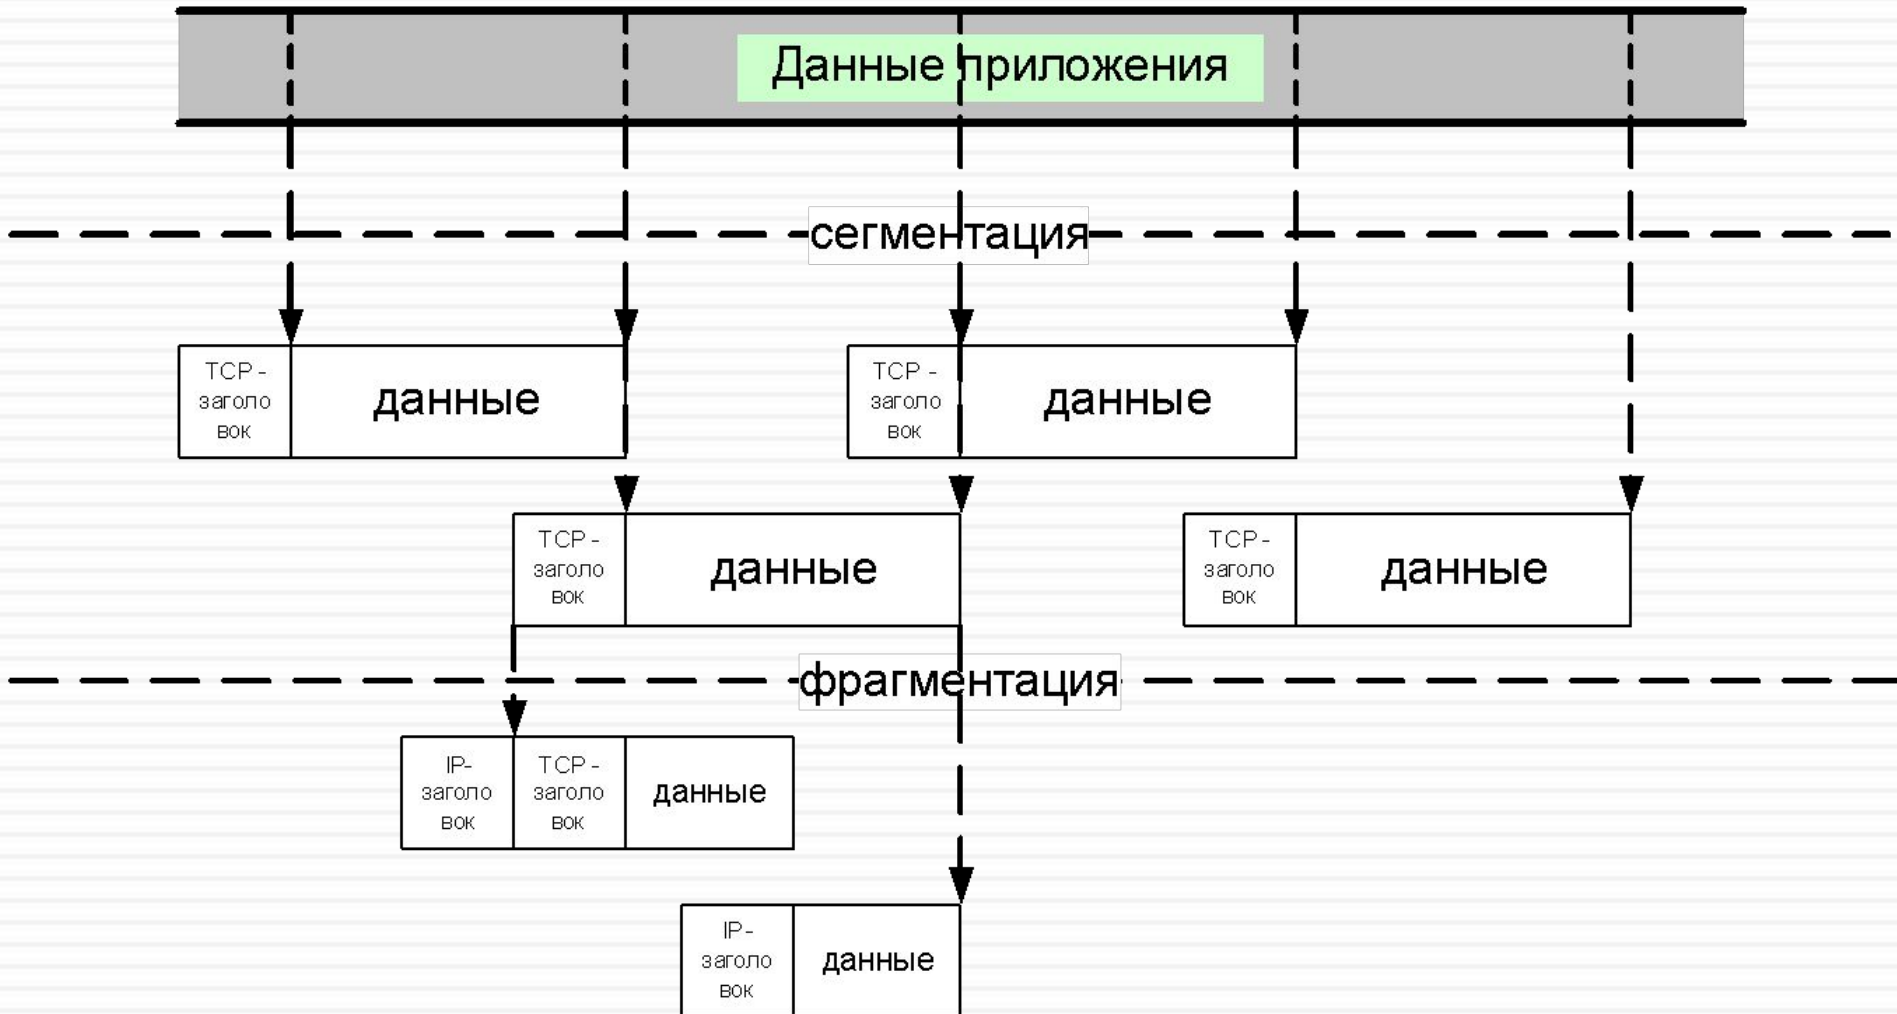 Данные приложения
сегментация
TCP -
заголо
вок
данные
TCP -
заголо
вок
данные
TCP -
заголо
вок
данные
TCP -
заголо
вок
данные
фрагментация
IP-
заголо
вок
TCP -
заголо
вок
данные
IP -
заголо
вок
данные